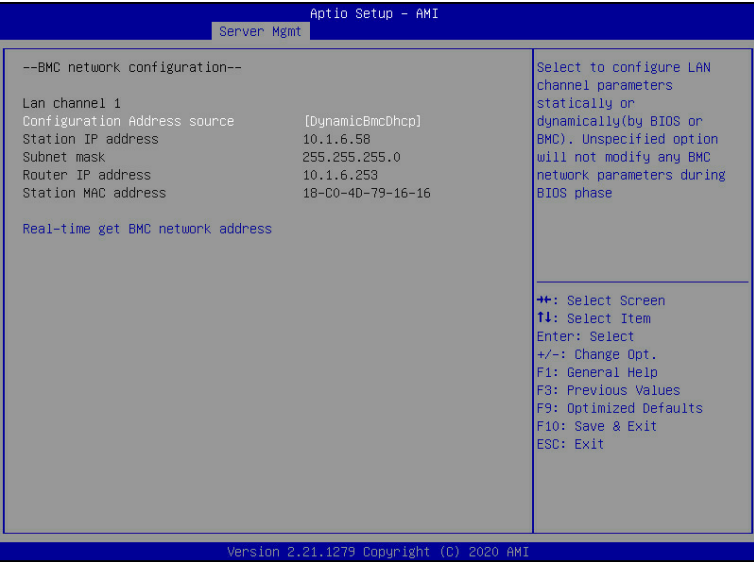 Aptio Setup – AMI
Server Mgmt
--BMC network configuration--
Lan channel 1
Configuration Address source [DynamicBmcDhcp]
Station IP address 10.1.6.58
Subnet mask 255.255.255.0
Router IP address 10.1.6.253
Station MAC address 18-C0-4D-79-16-16
Real-time get BMC network address
Select to configure LAN
channel parameters
statically or
dynamically(by BIOS or
BMC). Unspecified option
will not modify any BMC
network parameters during
BIOS phase
→←: Select Screen
↑↓: Select Item
Enter: Select
+/-: Change Opt.
F1: General Help
F3: Previous Values
F9: Optimized Defaults
F10: Save & Exit
ESC: Exit
Version 2.21.1279 Copyright (C) 2020 AMI